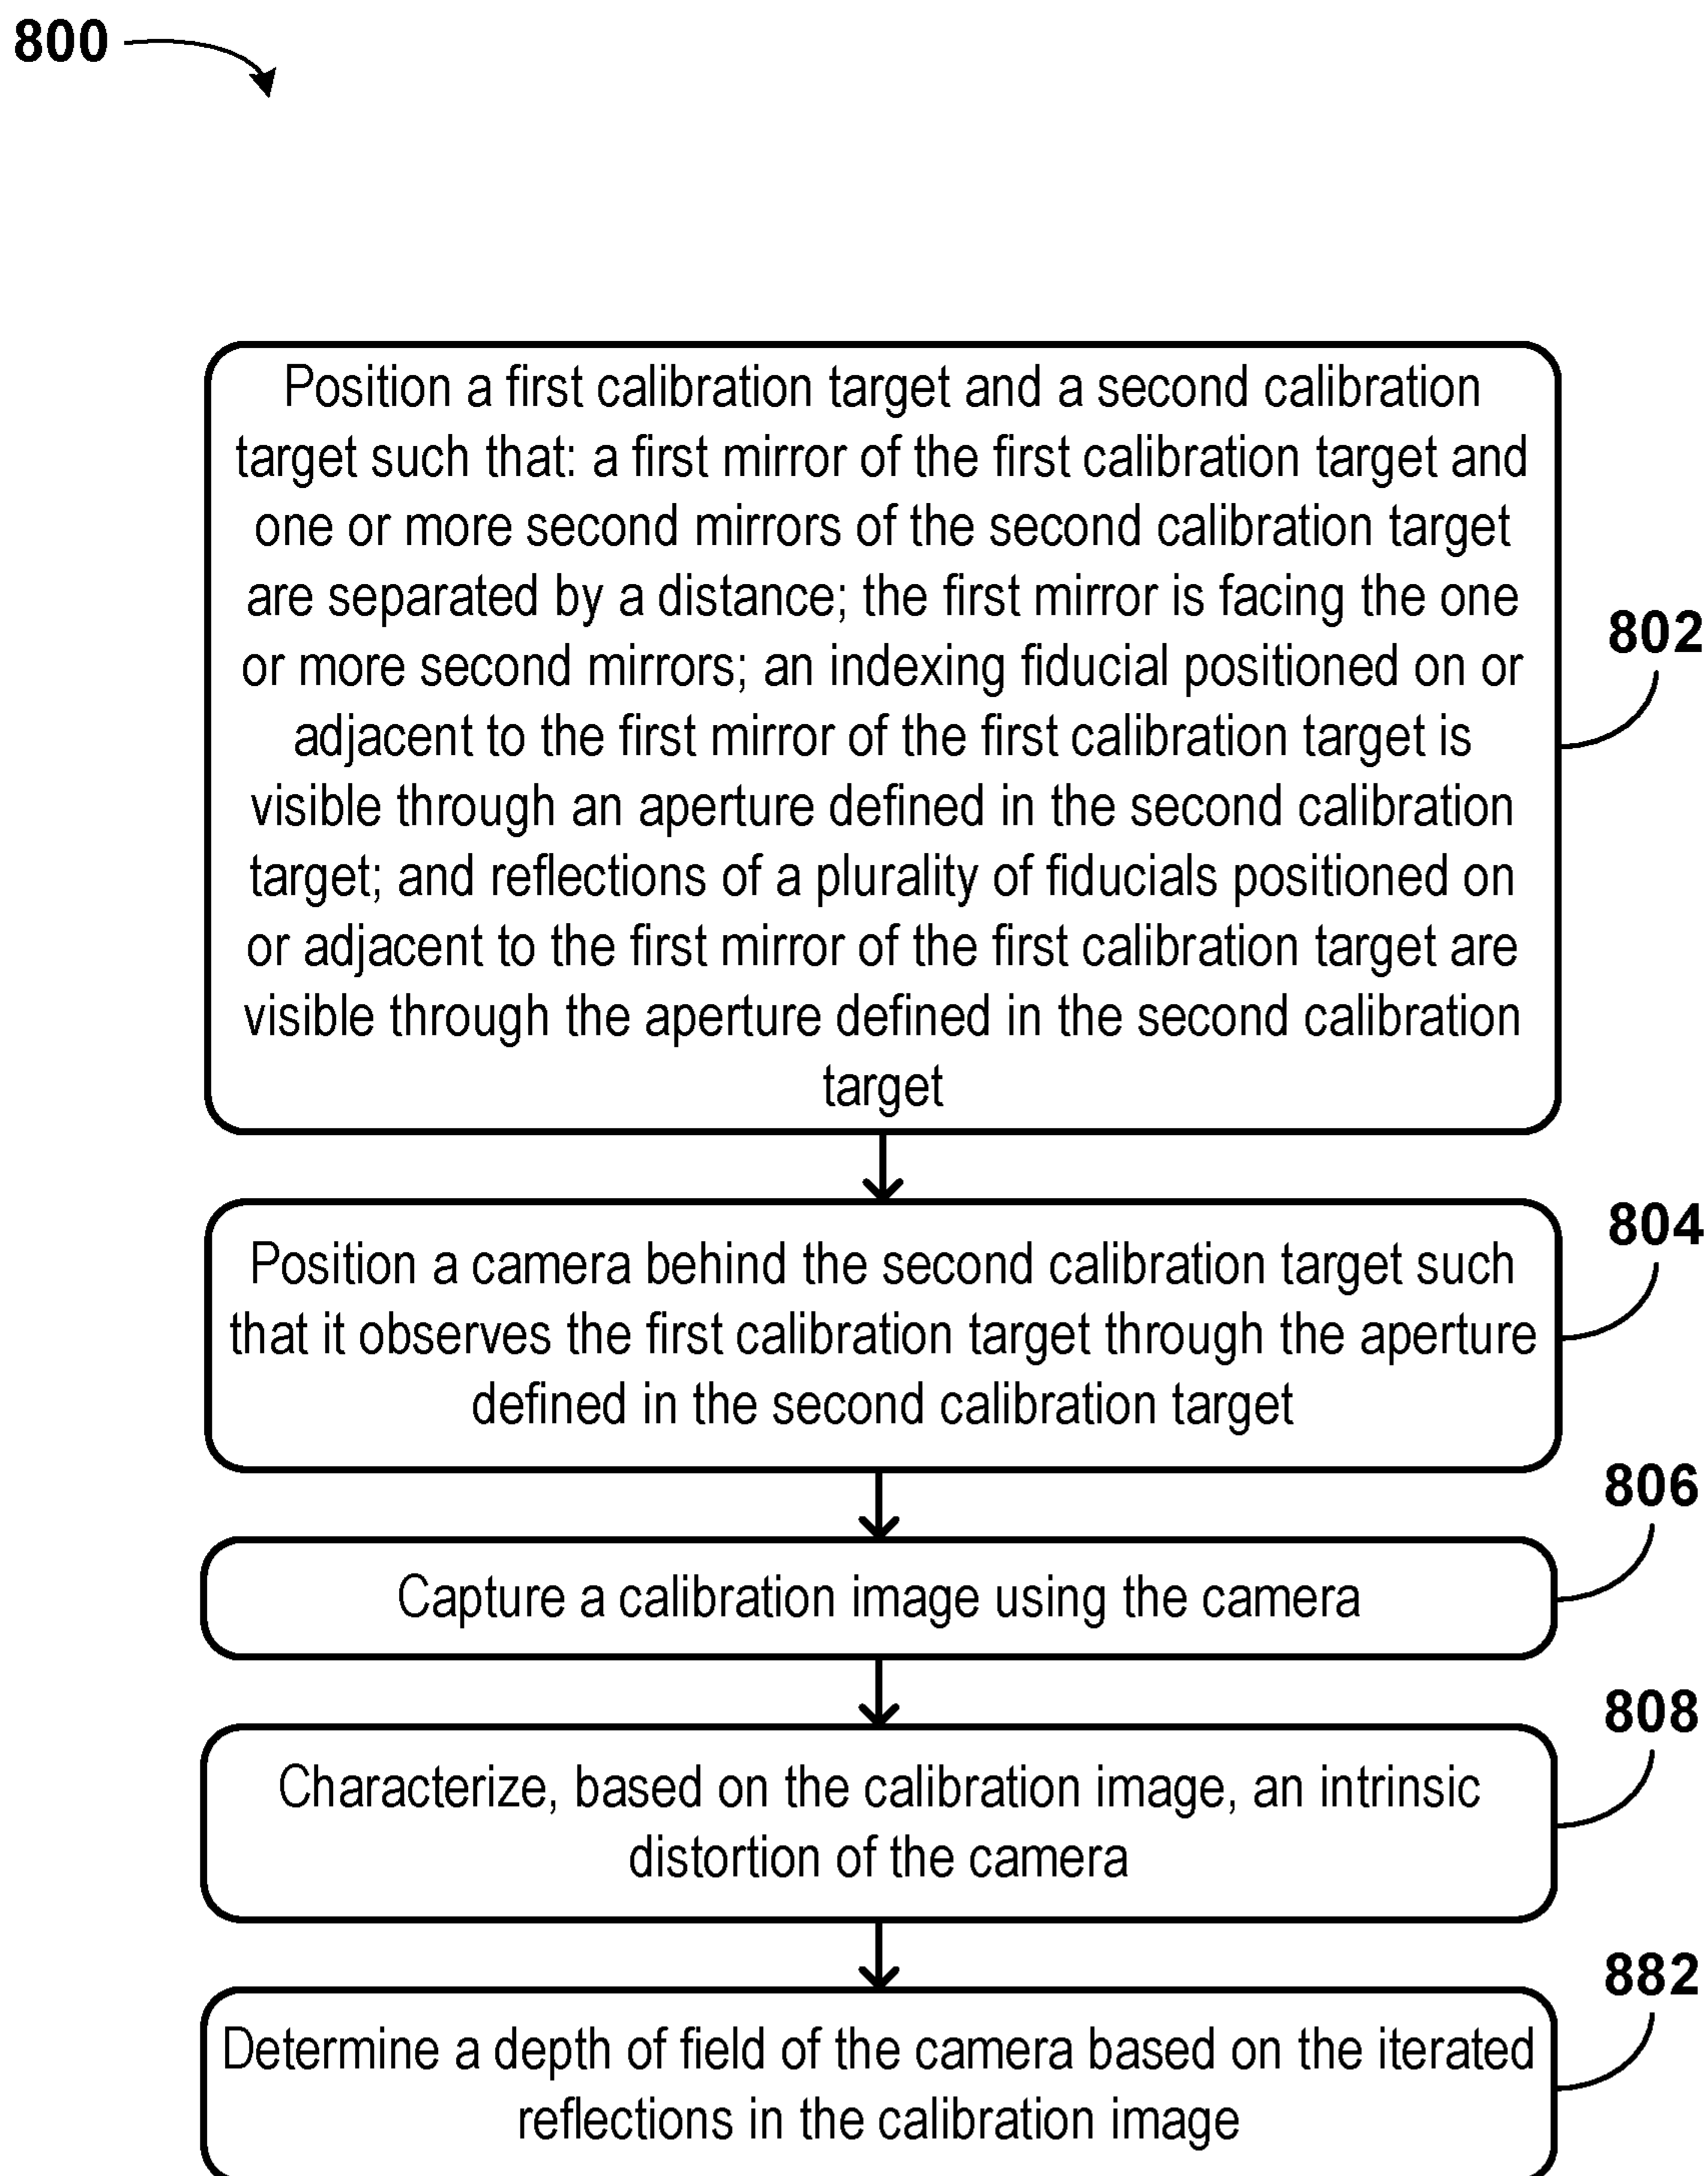 800
Position a first calibration target and a second calibration
target such that: a first mirror of the first calibration target and
one or more second mirrors of the second calibration target
are separated by a distance; the first mirror is facing the one
or more second mirrors; an indexing fiducial positioned on or
adjacent to the first mirror of the first calibration target is
visible through an aperture defined in the second calibration
target; and reflections of a plurality of fiducials positioned on
or adjacent to the first mirror of the first calibration target are
visible through the aperture defined in the second calibration
target
802
Position a camera behind the second calibration target such
that it observes the first calibration target through the aperture
defined in the second calibration target
804
Capture a calibration image using the camera
806
Characterize, based on the calibration image, an intrinsic
distortion of the camera
808
Determine a depth of field of the camera based on the iterated
reflections in the calibration image
882